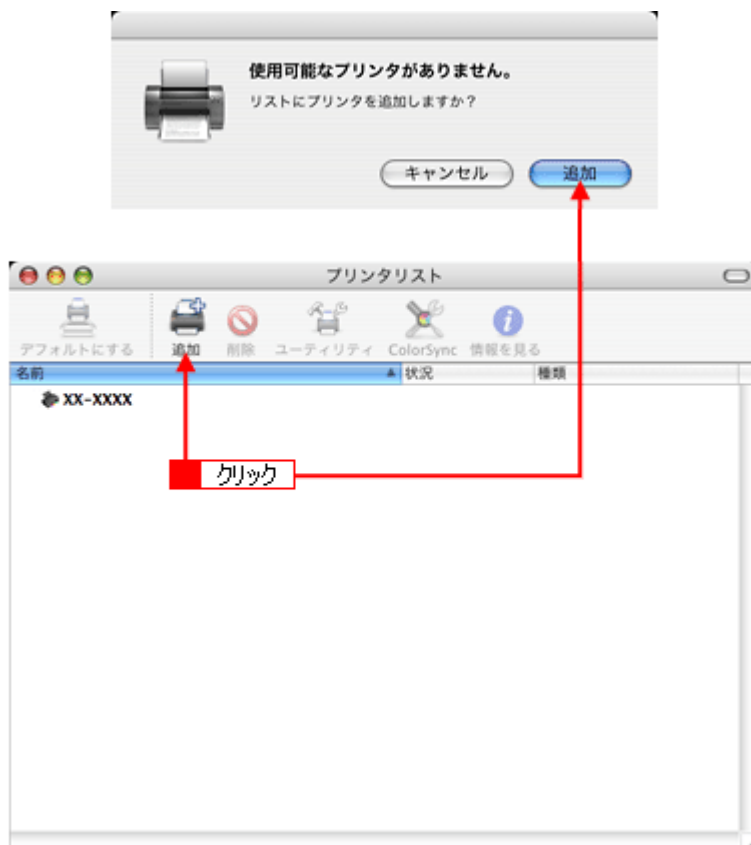 使用可能なプリンタがありません。
リストにプリンタを追加しますか？
キャンセル
追加
プリンタリスト
デフォルトにする
追加
削除
ユーティリティ
ColorSync
情報を見る
名前
状況
種類
XX-XXXX
クリック